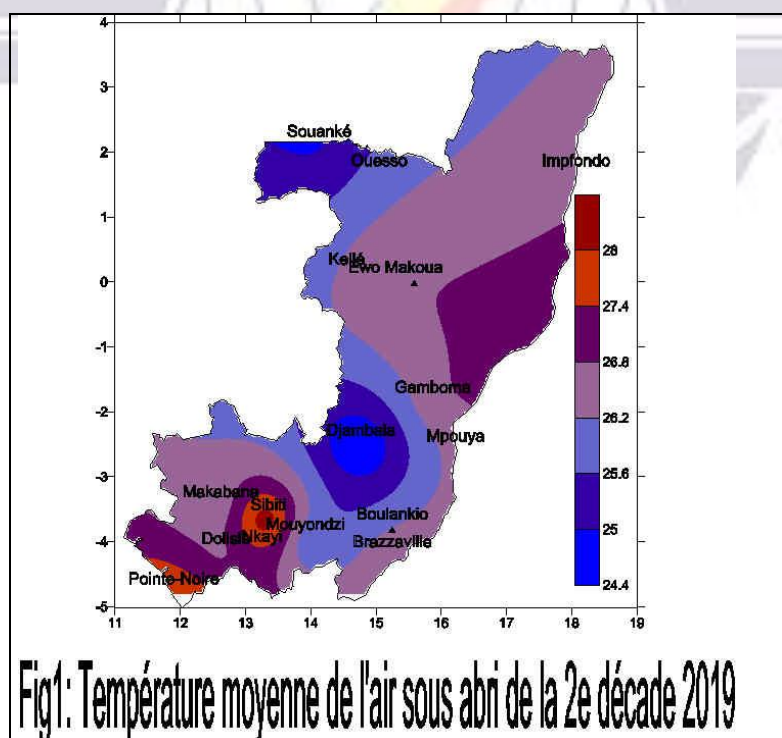 4
3
2
1
0
-1
-2
-3
-4
-5
11 12 13 14 15 16 17 18 19
Souanké
Ouesso
Impfondo
Kellé
Ewo Makoua
Gamboma
Djambala
Mpouya
Makabana
Sibiti
Mouyondzi
Boulankio
Dolisie
Nkayi
Brazzaville
Pointe-Noire
28
27.4
26.8
26.2
25.6
25
24.4
Fig1: Température moyenne de l'air sous abri de la 2e décade 2019